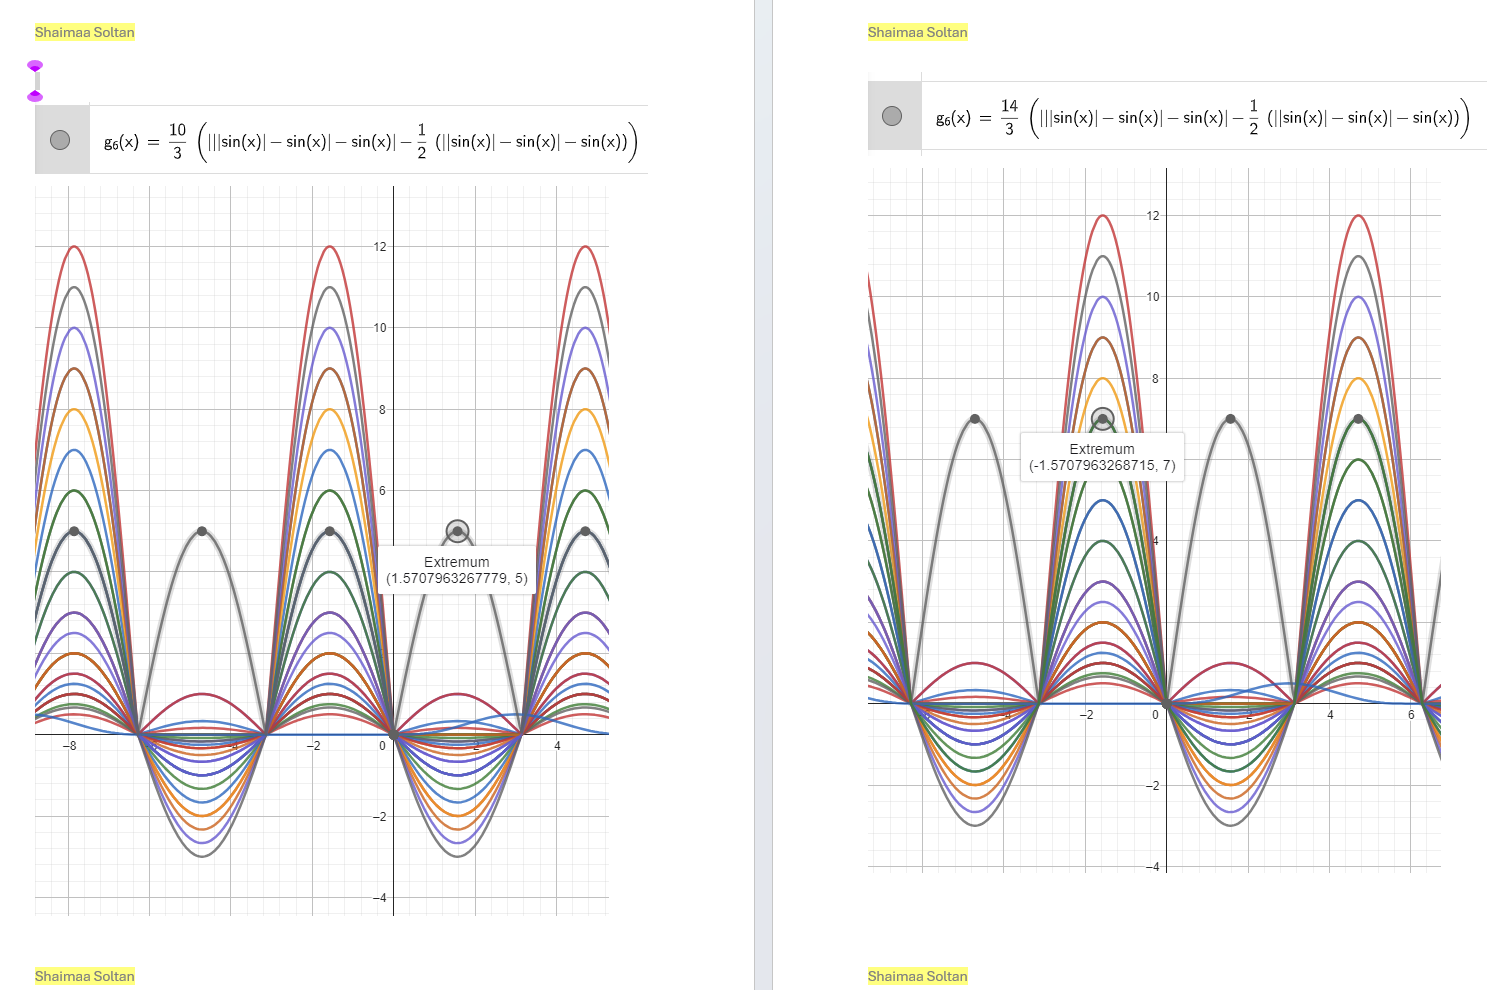 Shaimaa Soltan
g₆(x) = 10/3 (|||sin(x)| − sin(x)| − sin(x)| − 1/2 (||sin(x)| − sin(x)| − sin(x)))
12
10
8
6
Extremum
(1.5707963267779, 5)
−8 −2 0 2 4
−2
−4
Shaimaa Soltan
Shaimaa Soltan
g₆(x) = 14/3 (|||sin(x)| − sin(x)| − sin(x)| − 1/2 (||sin(x)| − sin(x)| − sin(x)))
12
10
8
Extremum
(-1.5707963268715, 7)
4
−2 0 2 4 6
−2
−4
Shaimaa Soltan